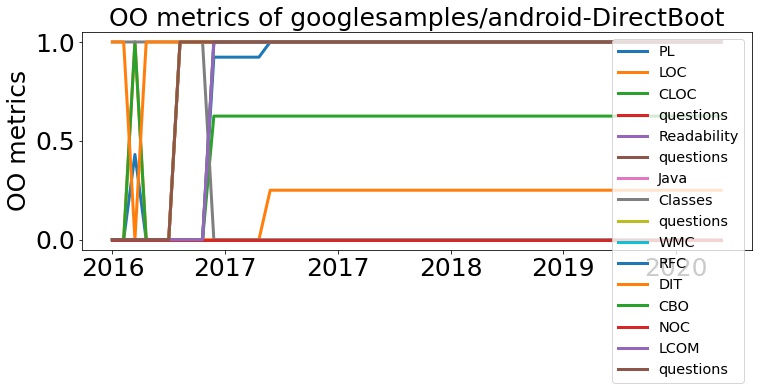 OO metrics of googlesamples/android-DirectBoot
OO metrics
1.0
0.5
0.0
2016 2017 2017 2018 2019 2020
PL
LOC
CLOC
questions
Readability
questions
Java
Classes
questions
WMC
RFC
DIT
CBO
NOC
LCOM
questions